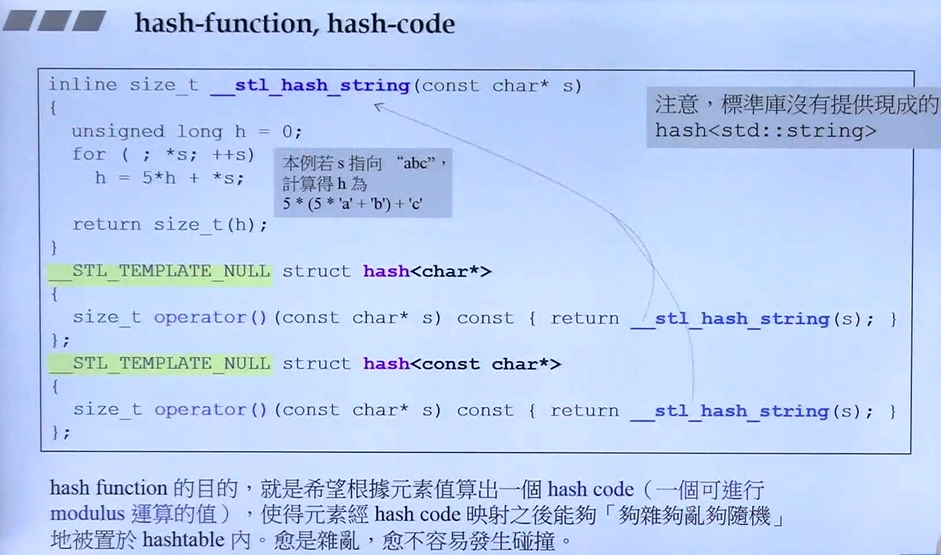 hash-function, hash-code
inline size_t __stl_hash_string(const char* s)
{
unsigned long h = 0;
for ( ; *s; ++s)
h = 5*h + *s;
return size_t(h);
}
注意，標準庫沒有提供現成的
hash<std::string>
本例若 s 指向 “abc”，
計算得 h 為
5 * (5 * 'a' + 'b') + 'c'
__STL_TEMPLATE_NULL struct hash<char*>
{
size_t operator()(const char* s) const { return __stl_hash_string(s); }
};
__STL_TEMPLATE_NULL struct hash<const char*>
{
size_t operator()(const char* s) const { return __stl_hash_string(s); }
};
hash function 的目的，就是希望根據元素值算出一個 hash code（一個可進行
modulus 運算的值），使得元素經 hash code 映射之後能夠「夠雜夠亂夠隨機」
地被置於 hashtable 內。愈是雜亂，愈不容易發生碰撞。